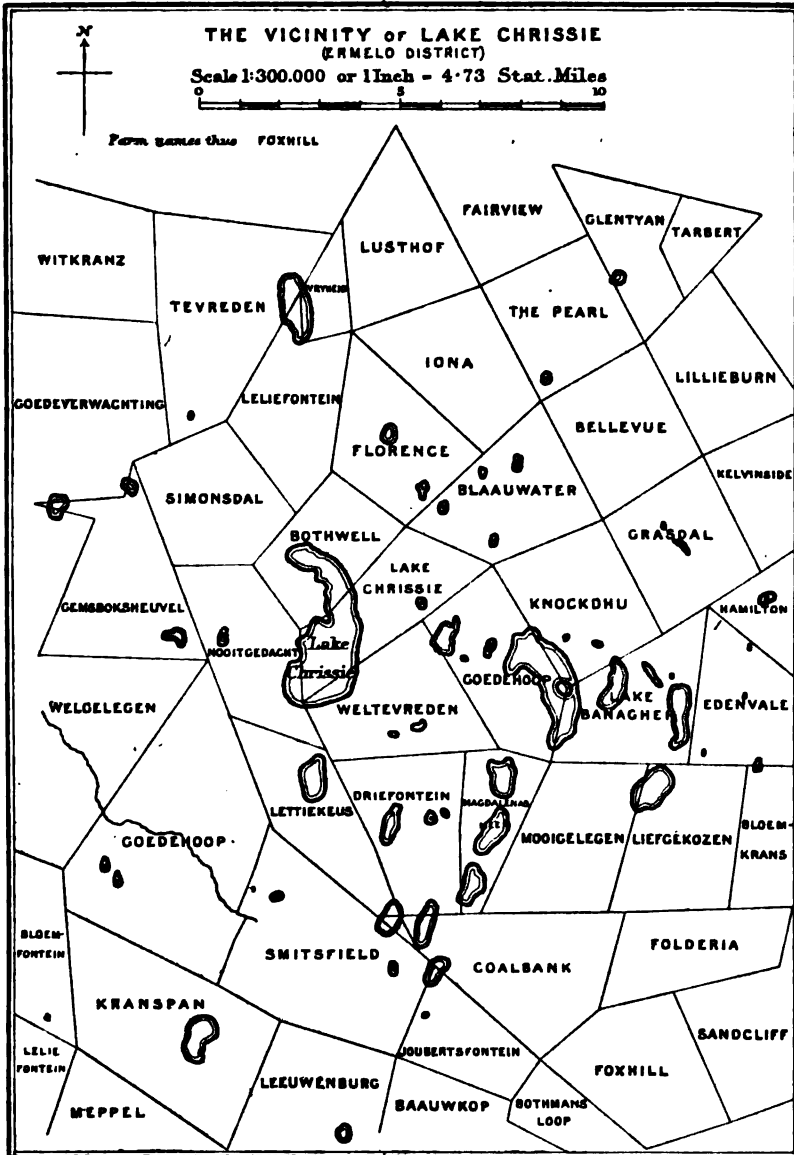 THE VICINITY of LAKE CHRISSIE
(ERMELO DISTRICT)
Scale 1:300.000 or 1 Inch = 4·73 Stat. Miles
0 5 10
N
Farm names thus FOXHILL
FAIRVIEW
GLENTYAN
TARBERT
LUSTHOF
WITKRANZ
TEVREDEN
VRYHEID
THE PEARL
IONA
LILLIEBURN
GOEDEVERWACHTING
LELIEFONTEIN
BELLEVUE
FLORENCE
KELVINSIDE
SIMONSDAL
BLAAUWATER
GRASDAL
BOTHWELL
LAKE
CHRISSIE
KNOCKDHU
HAMILTON
GEMSBOKSHEUVEL
NOOITGEDACHT
Lake
Chrissie
GOEDEHOOP
LAKE
BANAGHER
EDENVALE
WELGELEGEN
WELTEVREDEN
LETTIEKEUS
DRIEFONTEIN
MAGDALENAS
MEER
MOOIGELEGEN
LIEFGEKOZEN
BLOEM-
KRANS
GOEDEHOOP
BLOEM-
FONTEIN
SMITSFIELD
COALBANK
FOLDERIA
KRANSPAN
SANDCLIFF
LELIE
FONTEIN
JOUBERTSFONTEIN
FOXHILL
LEEUWENBURG
MEPPEL
BAAUWKOP
BOTHMANS
LOOP